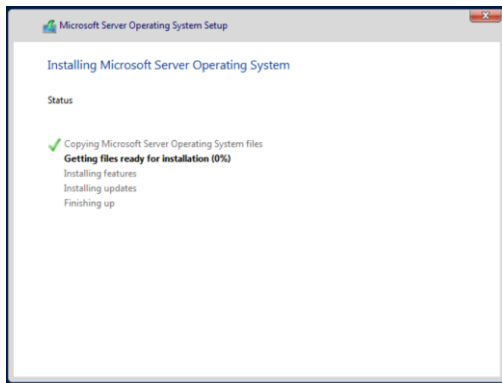 Microsoft Server Operating System Setup
Installing Microsoft Server Operating System
Status
Copying Microsoft Server Operating System files
Getting files ready for installation (0%)
Installing features
Installing updates
Finishing up